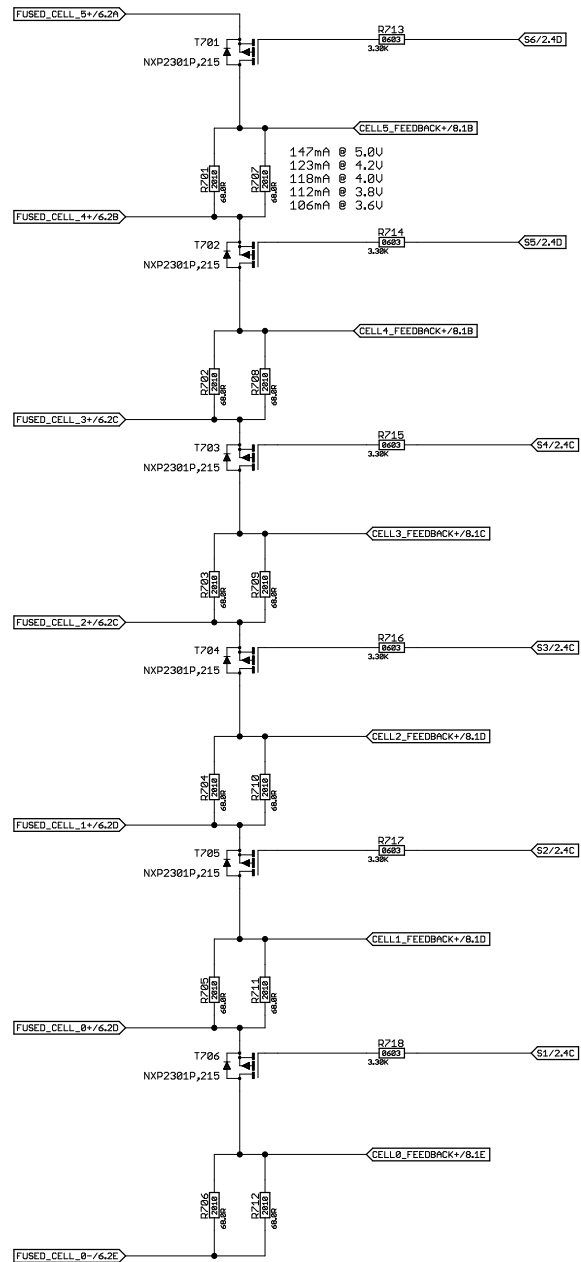 FUSED_CELL_5+/6.2A
T701
NXP2301P,215
R713
0603
3.30K
S6/2.4D
CELL5_FEEDBACK+/8.1B
R701
2010
68.0R
R707
2010
68.0R
147mA @ 5.0V
123mA @ 4.2V
118mA @ 4.0V
112mA @ 3.8V
106mA @ 3.6V
FUSED_CELL_4+/6.2B
T702
NXP2301P,215
R714
0603
3.30K
S5/2.4D
CELL4_FEEDBACK+/8.1B
R702
2010
68.0R
R708
2010
68.0R
FUSED_CELL_3+/6.2C
T703
NXP2301P,215
R715
0603
3.30K
S4/2.4C
CELL3_FEEDBACK+/8.1C
R703
2010
68.0R
R709
2010
68.0R
FUSED_CELL_2+/6.2C
T704
NXP2301P,215
R716
0603
3.30K
S3/2.4C
CELL2_FEEDBACK+/8.1D
R704
2010
68.0R
R710
2010
68.0R
FUSED_CELL_1+/6.2D
T705
NXP2301P,215
R717
0603
3.30K
S2/2.4C
CELL1_FEEDBACK+/8.1D
R705
2010
68.0R
R711
2010
68.0R
FUSED_CELL_0+/6.2D
T706
NXP2301P,215
R718
0603
3.30K
S1/2.4C
CELL0_FEEDBACK+/8.1E
R706
2010
68.0R
R712
2010
68.0R
FUSED_CELL_0-/6.2E